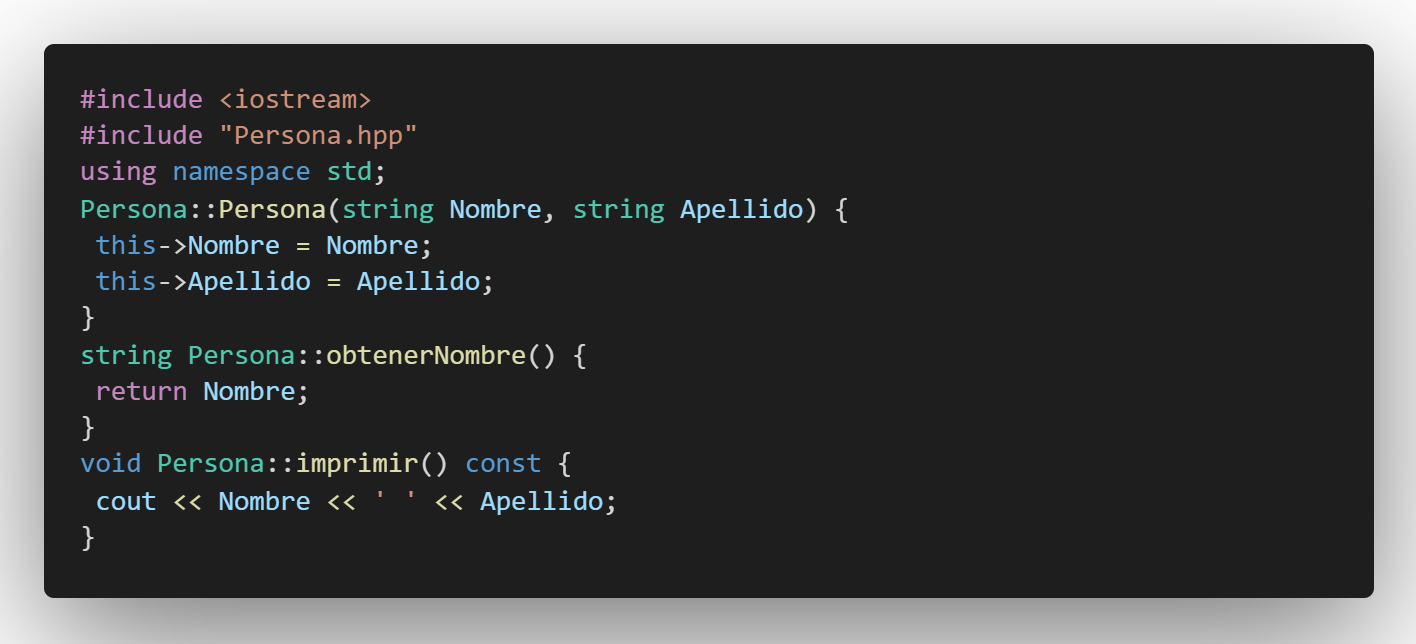 #include <iostream>
#include "Persona.hpp"
using namespace std;
Persona::Persona(string Nombre, string Apellido) {
 this->Nombre = Nombre;
 this->Apellido = Apellido;
}
string Persona::obtenerNombre() {
 return Nombre;
}
void Persona::imprimir() const {
 cout << Nombre << ' ' << Apellido;
}